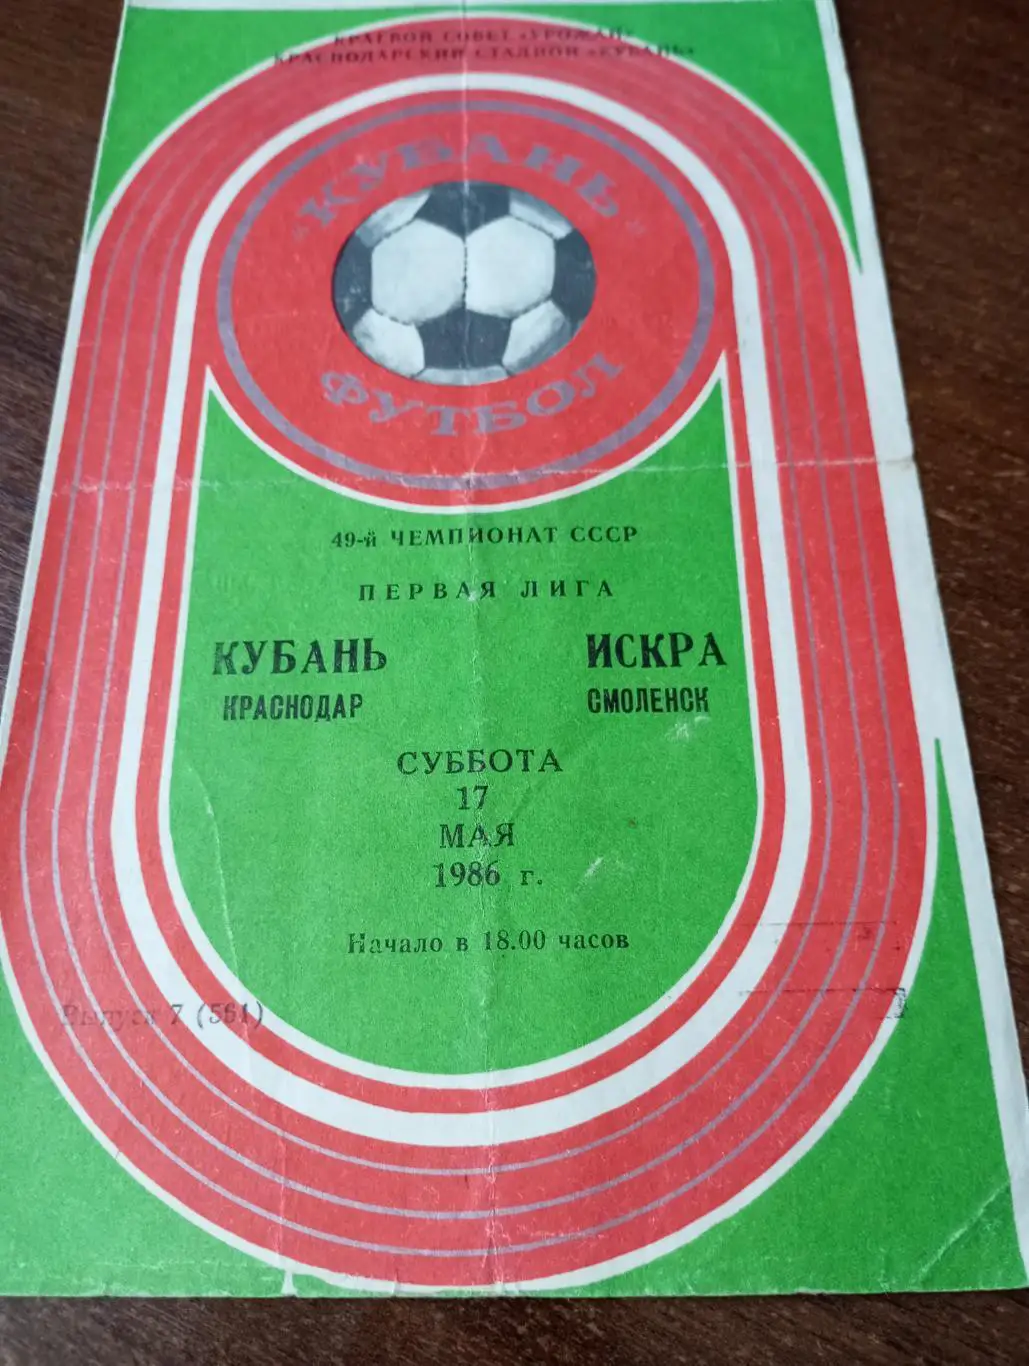 КРАЕВОЙ СОВЕТ «УРОЖАЙ»
КРАСНОДАРСКИЙ СТАДИОН «КУБАНЬ»
«КУБАНЬ»
ФУТБОЛ
49-й ЧЕМПИОНАТ СССР
ПЕРВАЯ ЛИГА
КУБАНЬ ИСКРА
КРАСНОДАР СМОЛЕНСК
СУББОТА
17
МАЯ
1986 г.
Начало в 18.00 часов
Выпуск 7 (561)